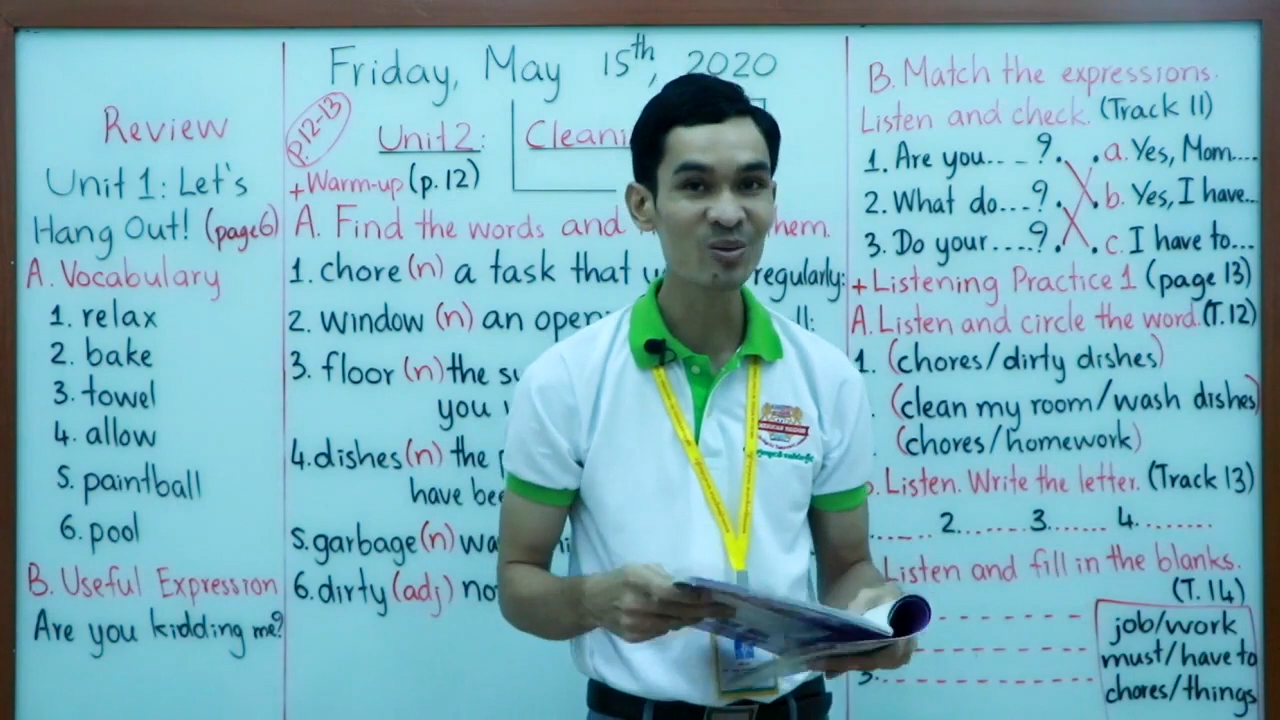 Review
Unit 1: Let's
Hang Out! (page 6)
A. Vocabulary
1. relax
2. bake
3. towel
4. allow
5. paintball
6. pool
B. Useful Expression
Are you kidding me?
Friday, May 15th, 2020
P.12-13
Unit 2: Cleani
+ Warm-up (p. 12)
A. Find the words and hem.
1. chore (n) a task that regularly:
2. window (n) an open ll:
3. floor (n) the su
you
4. dishes (n) the
have bee
5. garbage (n) wa
6. dirty (adj) no
B. Match the expressions.
Listen and check. (Track 11)
1. Are you.... ?. .a. Yes, Mom....
2. What do....?. .b. Yes, I have...
3. Do your.....?. .c. I have to...
+ Listening Practice 1 (page 13)
A. Listen and circle the word. (T.12)
1. (chores/dirty dishes)
(clean my room/wash dishes)
(chores/homework)
Listen. Write the letter. (Track 13)
2....... 3....... 4.........
Listen and fill in the blanks.
(T.14)
job/work
must/have to
chores/things
3.